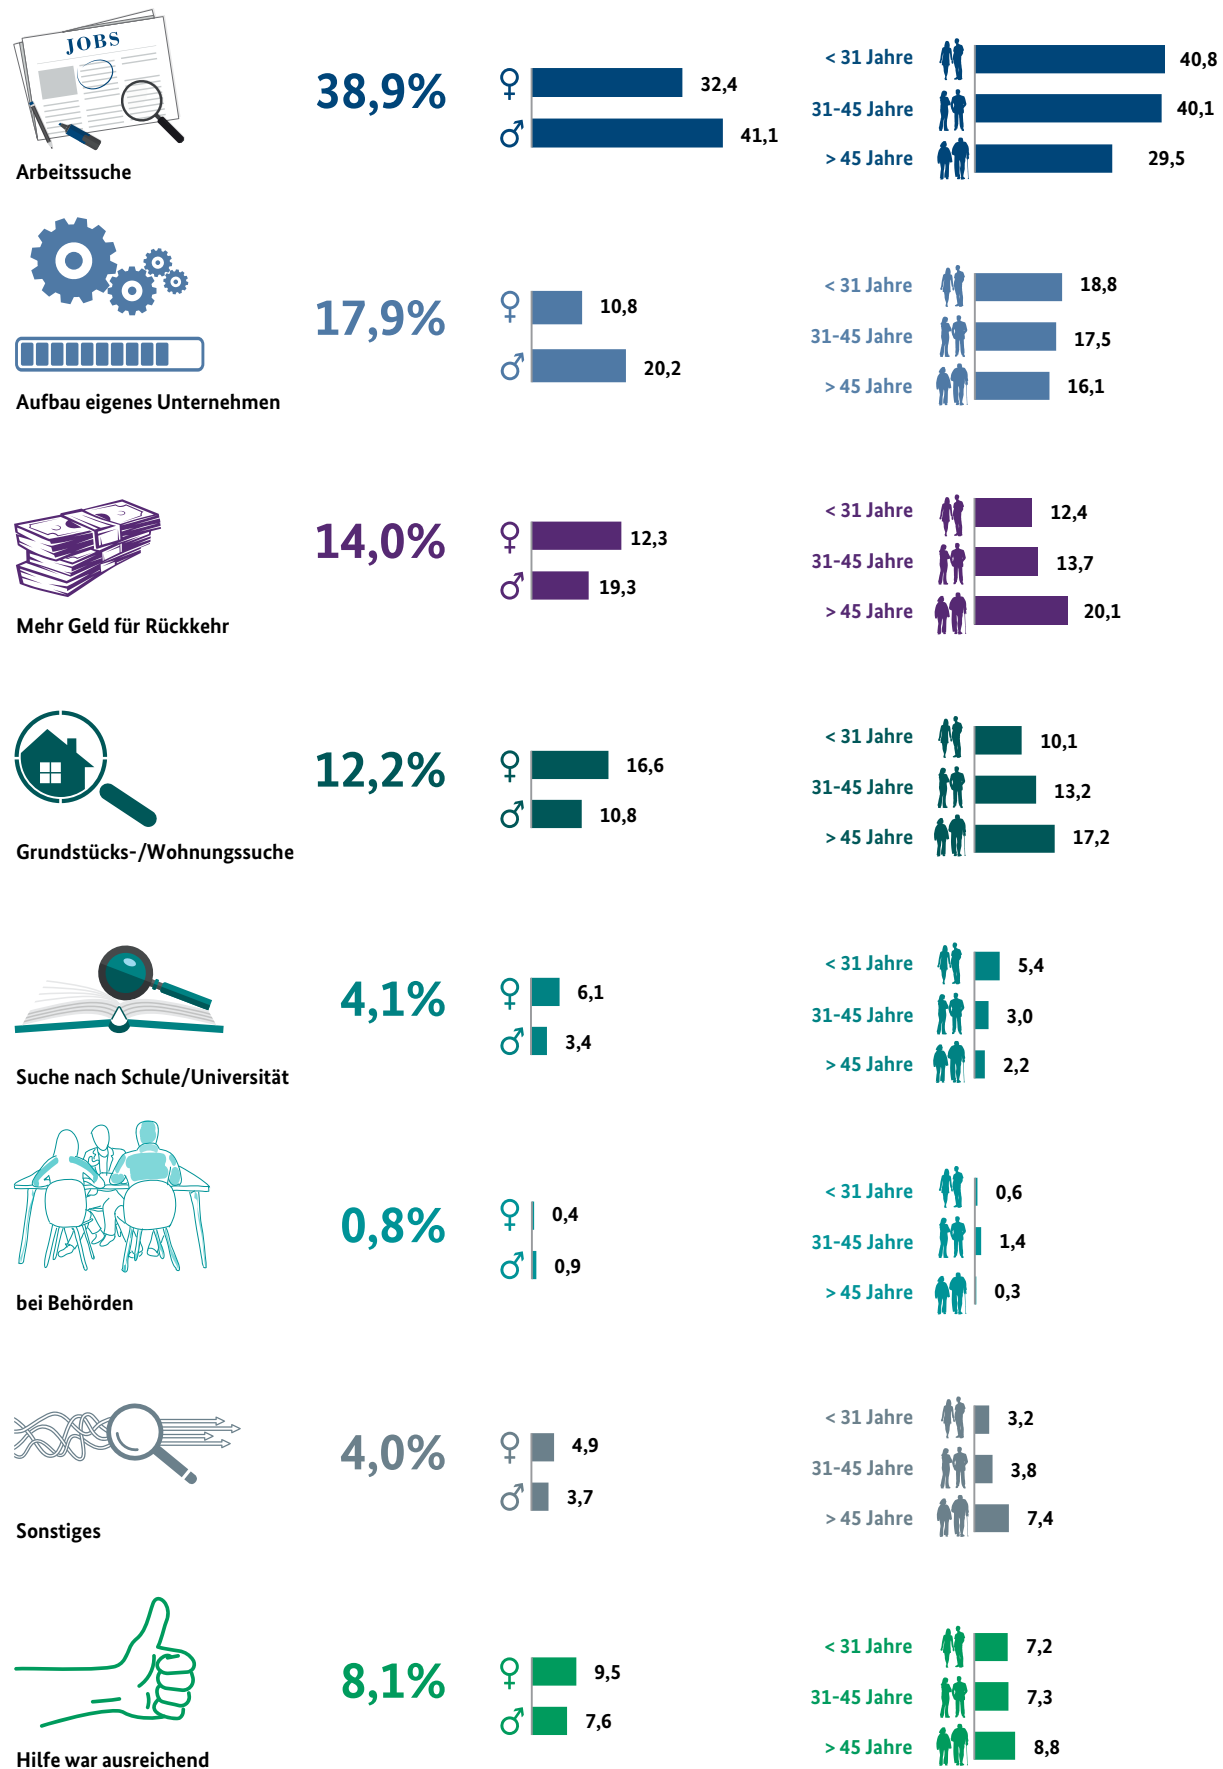 JOBS
38,9%
32,4
41,1
< 31 Jahre
40,8
31-45 Jahre
40,1
> 45 Jahre
29,5
Arbeitssuche
17,9%
10,8
20,2
< 31 Jahre
18,8
31-45 Jahre
17,5
> 45 Jahre
16,1
Aufbau eigenes Unternehmen
14,0%
12,3
19,3
< 31 Jahre
12,4
31-45 Jahre
13,7
> 45 Jahre
20,1
Mehr Geld für Rückkehr
12,2%
16,6
10,8
< 31 Jahre
10,1
31-45 Jahre
13,2
> 45 Jahre
17,2
Grundstücks-/Wohnungssuche
4,1%
6,1
3,4
< 31 Jahre
5,4
31-45 Jahre
3,0
> 45 Jahre
2,2
Suche nach Schule/Universität
0,8%
0,4
0,9
< 31 Jahre
0,6
31-45 Jahre
1,4
> 45 Jahre
0,3
bei Behörden
4,0%
4,9
3,7
< 31 Jahre
3,2
31-45 Jahre
3,8
> 45 Jahre
7,4
Sonstiges
8,1%
9,5
7,6
< 31 Jahre
7,2
31-45 Jahre
7,3
> 45 Jahre
8,8
Hilfe war ausreichend